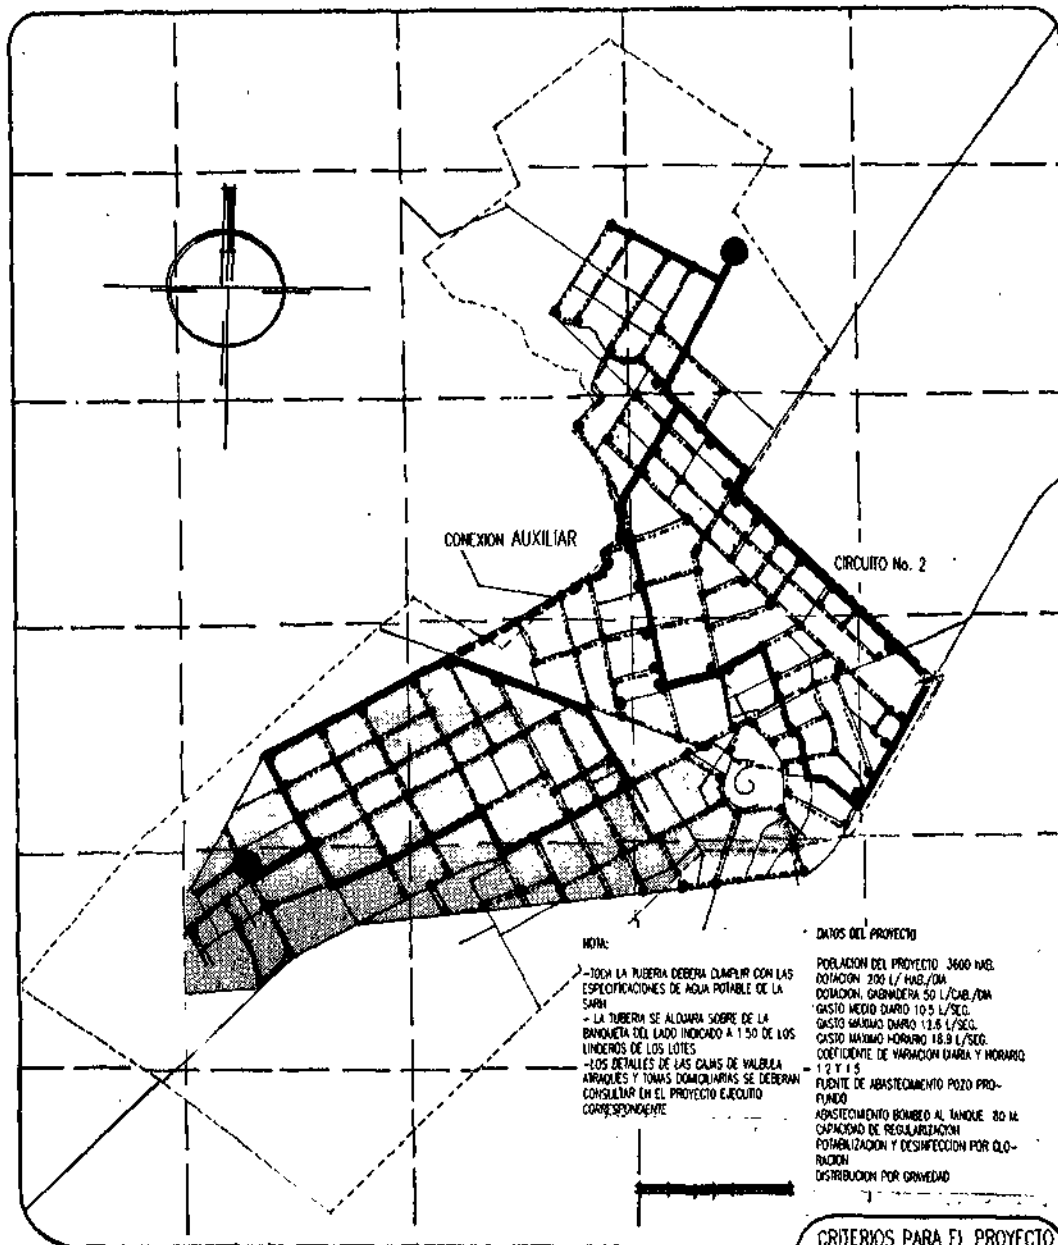 CONEXION AUXILIAR
CIRCUITO No. 2
NOTA:
-TODA LA TUBERIA DEBERA CUMPLIR CON LAS
ESPECIFICACIONES DE AGUA POTABLE DE LA
SARH
- LA TUBERIA SE ALOJARA SOBRE DE LA
BANQUETA DEL LADO INDICADO A 1.50 DE LOS
LINDEROS DE LOS LOTES
-LOS DETALLES DE LAS CAJAS DE VALBULA
ATRAQUES Y TOMAS DOMICILIARIAS SE DEBERAN
CONSULTAR EN EL PROYECTO EJECUTIO
CORRESPONDIENTE
DATOS DEL PROYECTO
POBLACION DEL PROYECTO 3600 HAB.
DOTACION 200 L/ HAB./DIA
DOTACION, GABNADERA 50 L/CAB./DIA
GASTO MEDIO DIARIO 10.5 L/SEG.
GASTO MAXIMO DIARIO 12.6 L/SEG.
GASTO MAXIMO HORARIO 18.9 L/SEG.
COEFICIENTE DE VARIACION DIARIA Y HORARIO
1.2 Y 1.5
FUENTE DE ABASTECIMIENTO POZO PRO-
FUNDO
ABASTECIMIENTO BOMBEO AL TANQUE 80 M.
CAPACIDAD DE REGULARIZACION
POTABILIZACION Y DESINFECCION POR CLO-
RACION
DISTRIBUCION POR GRAVEDAD
CRITERIOS PARA EL PROYECTO